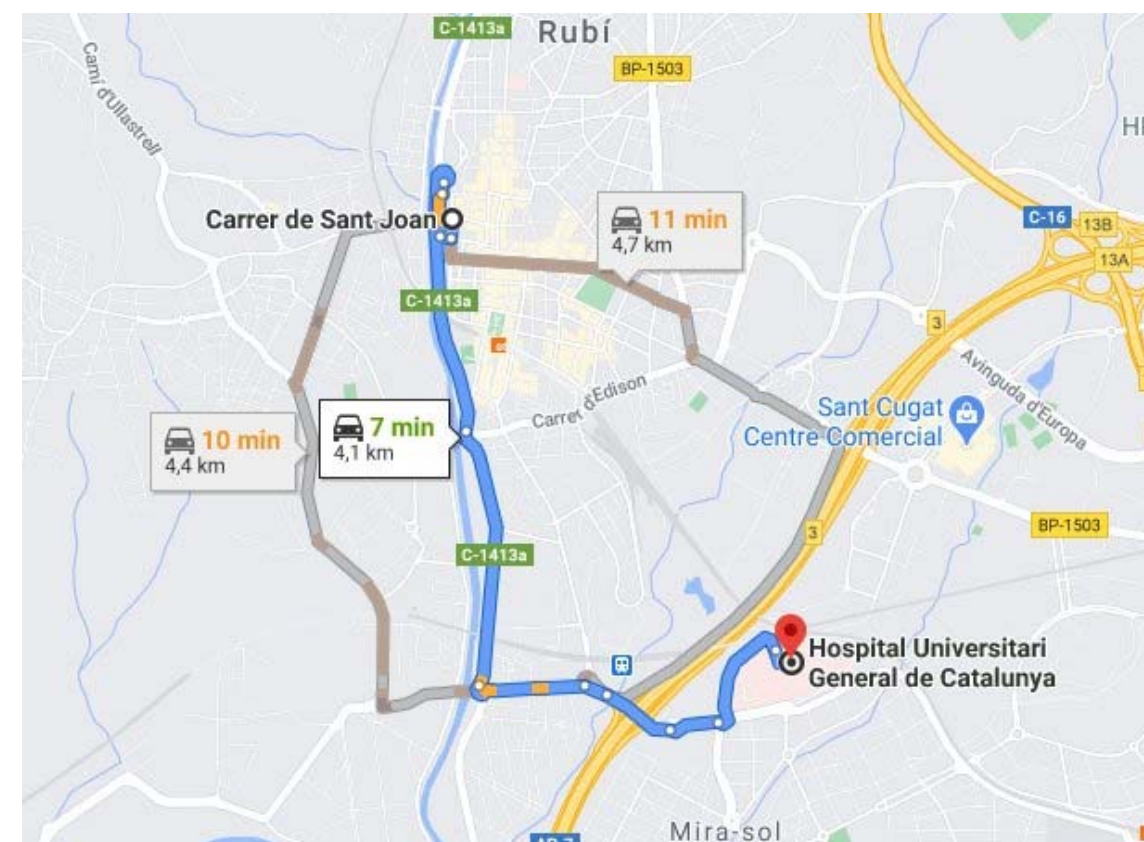 C-1413a
Rubí
BP-1503
Camí d'Ullastrell
Carrer de Sant Joan
11 min
4,7 km
C-16
13B
13A
C-1413a
3
Avinguda d'Europa
Carrer d'Edison
Sant Cugat
Centre Comercial
10 min
4,4 km
7 min
4,1 km
BP-1503
3
C-1413a
Hospital Universitari
General de Catalunya
Mira-sol